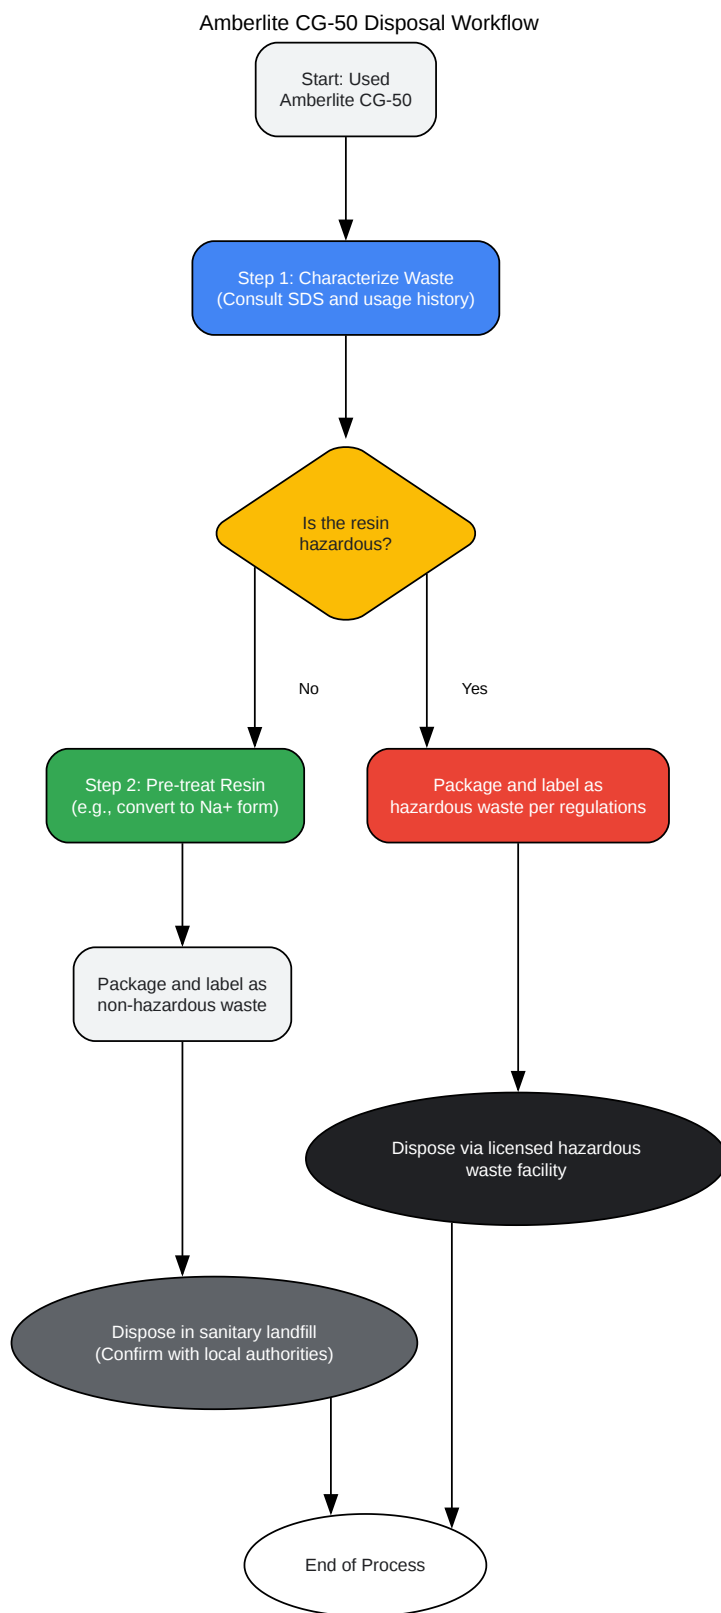 Amberlite CG-50 Disposal Workflow
Start: Used
Amberlite CG-50
Step 1: Characterize Waste
(Consult SDS and usage history)
Is the resin
hazardous?
No
Yes
Step 2: Pre-treat Resin
(e.g., convert to Na+ form)
Package and label as
hazardous waste per regulations
Package and label as
non-hazardous waste
Dispose via licensed hazardous
waste facility
Dispose in sanitary landfill
(Confirm with local authorities)
End of Process